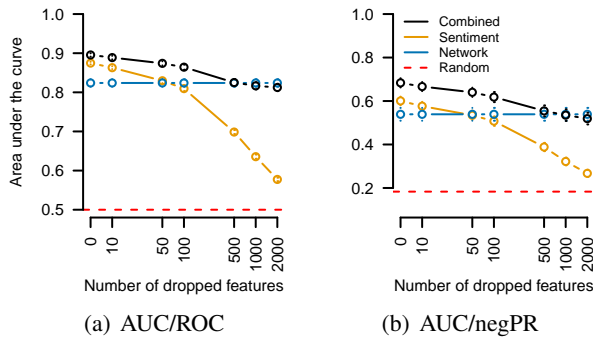 Area under the curve
1.0
0.9
0.8
0.7
0.6
0.5
0
10
50
100
500
1000
2000
Number of dropped features
(a) AUC/ROC
1.0
0.8
0.6
0.4
0.2
Combined
Sentiment
Network
Random
0
10
50
100
500
1000
2000
Number of dropped features
(b) AUC/negPR